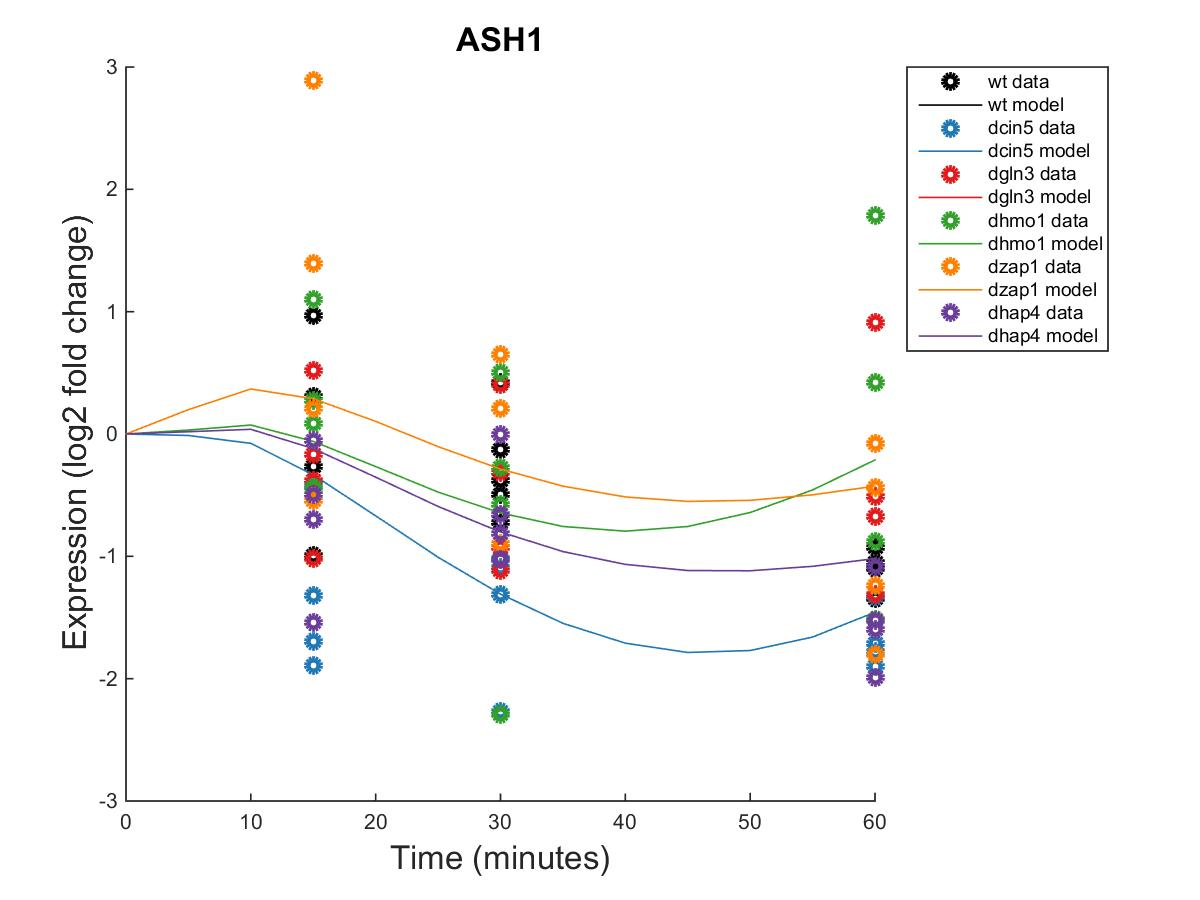 ASH1
3
2
1
0
-1
-2
-3
Expression (log2 fold change)
0 10 20 30 40 50 60
Time (minutes)
wt data
wt model
dcin5 data
dcin5 model
dgln3 data
dgln3 model
dhmo1 data
dhmo1 model
dzap1 data
dzap1 model
dhap4 data
dhap4 model